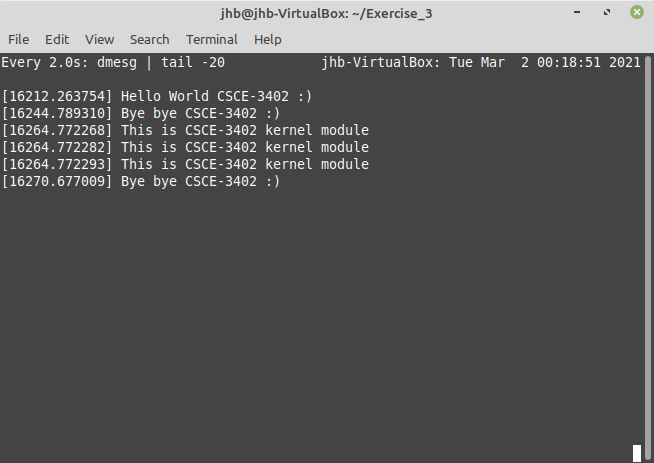 jhb@jhb-VirtualBox: ~/Exercise_3
File Edit View Search Terminal Help
Every 2.0s: dmesg | tail -20 jhb-VirtualBox: Tue Mar  2 00:18:51 2021
[16212.263754] Hello World CSCE-3402 :)
[16244.789310] Bye bye CSCE-3402 :)
[16264.772268] This is CSCE-3402 kernel module
[16264.772282] This is CSCE-3402 kernel module
[16264.772293] This is CSCE-3402 kernel module
[16270.677009] Bye bye CSCE-3402 :)